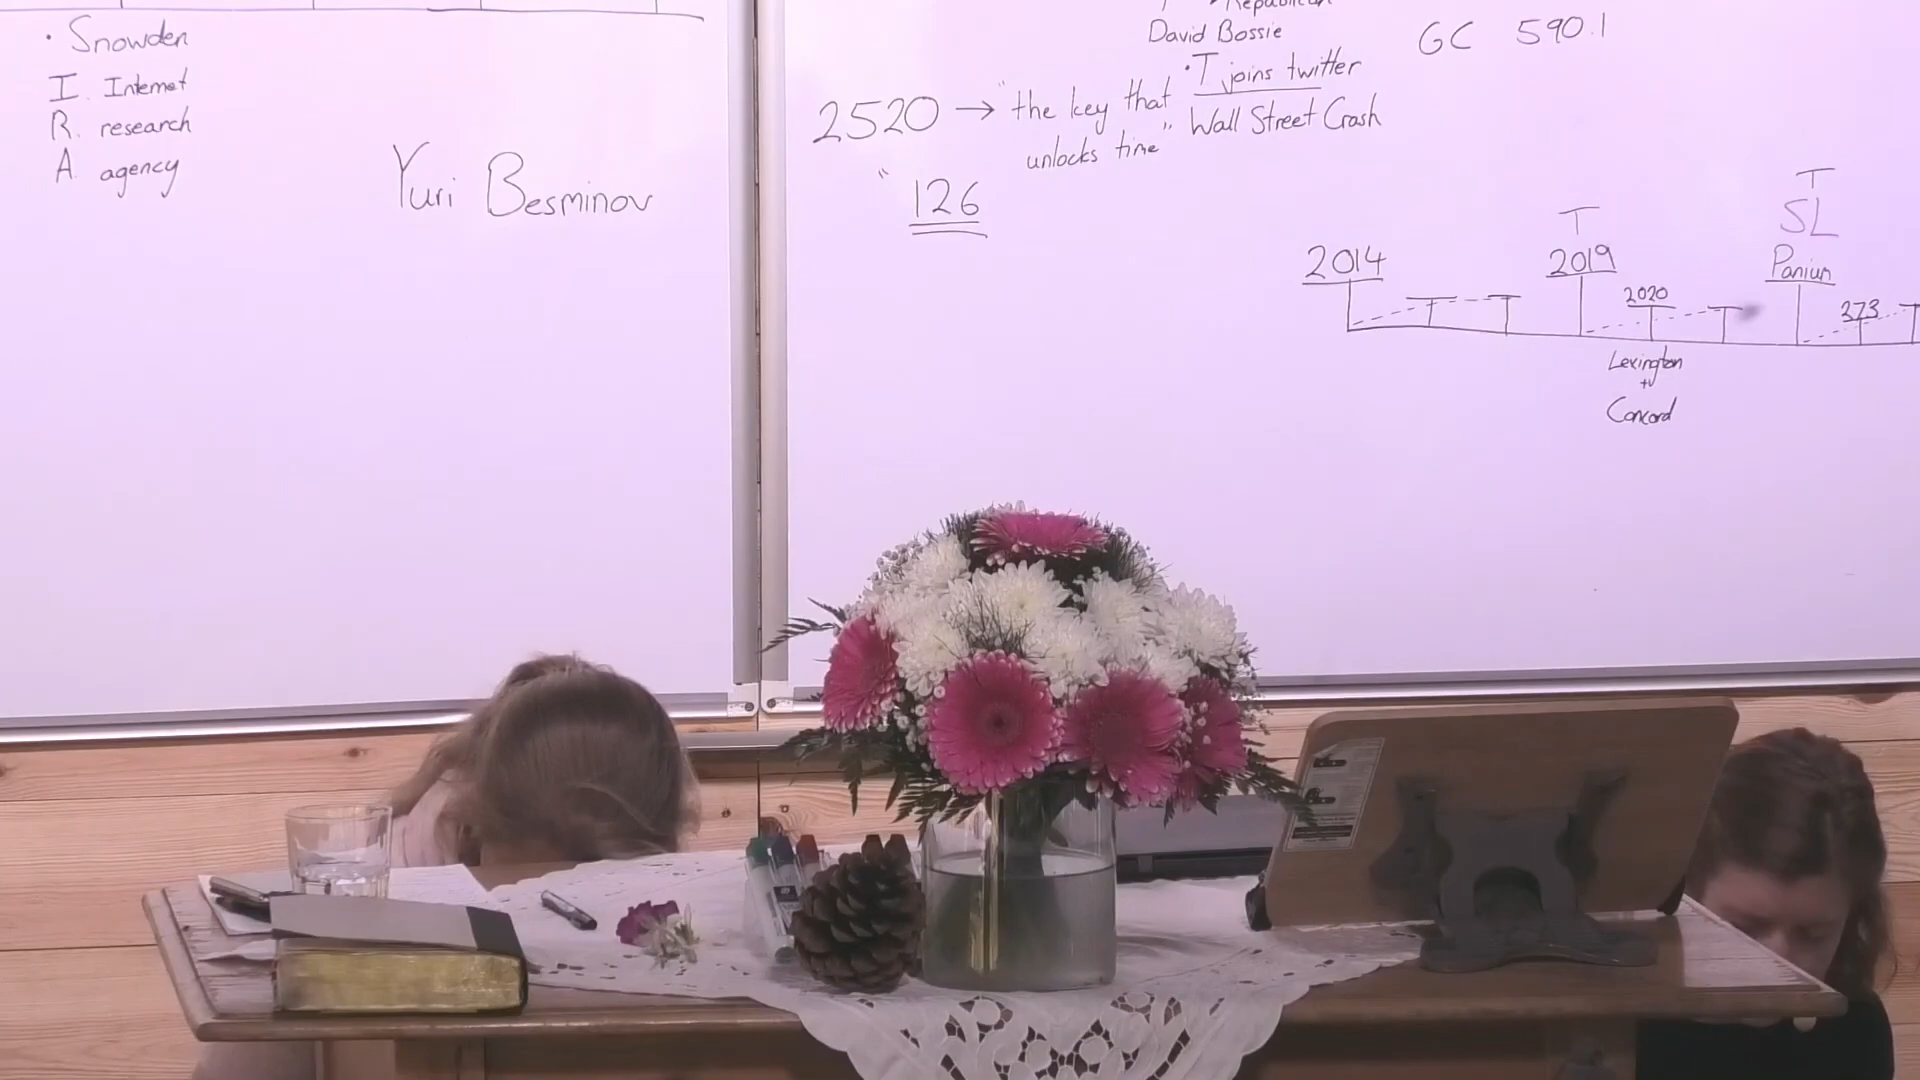 · Snowden
I. Internet
R. research
A. agency
Yuri Besminov
Republican
David Bossie
· T joins twitter
Wall Street Crash
GC 590.1
2520 → "the key that
unlocks time"
" 126
2014
T
2019
2020
Lexington
+
Concord
T
SL
Panium
373